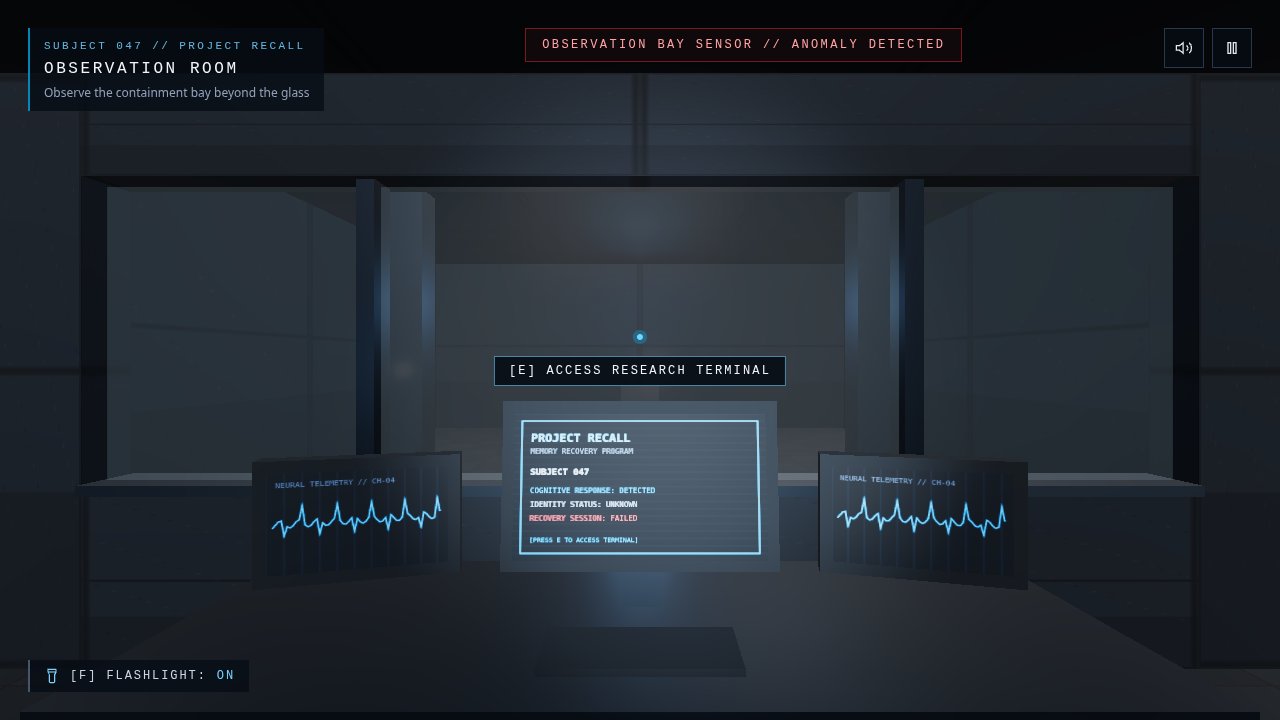 SUBJECT 047 // PROJECT RECALL
OBSERVATION ROOM
Observe the containment bay beyond the glass
OBSERVATION BAY SENSOR // ANOMALY DETECTED
[E] ACCESS RESEARCH TERMINAL
PROJECT RECALL
MEMORY RECOVERY PROGRAM
SUBJECT 047
COGNITIVE RESPONSE: DETECTED
IDENTITY STATUS: UNKNOWN
RECOVERY SESSION: FAILED
[PRESS E TO ACCESS TERMINAL]
NEURAL TELEMETRY // CH-04
NEURAL TELEMETRY // CH-04
[F] FLASHLIGHT: ON